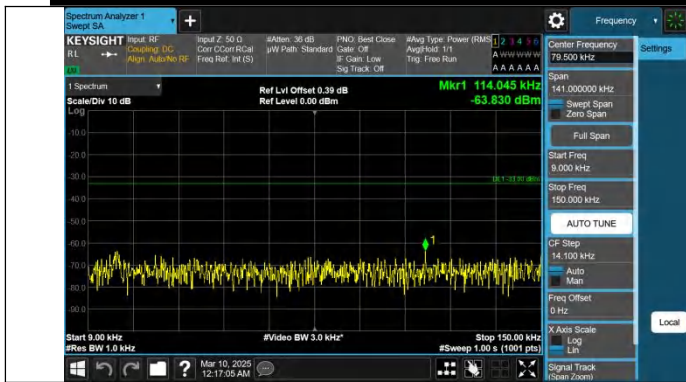 Spectrum Analyzer 1
Swept SA
Frequency
KEYSIGHT
RL
Input: RF
Coupling: DC
Align: Auto/No RF
Input Z: 50 Ω
Corr CCorr RCal
Freq Ref: Int (S)
#Atten: 36 dB
µW Path: Standard
PNO: Best Close
Gate: Off
IF Gain: Low
Sig Track: Off
#Avg Type: Power (RMS
Avg|Hold: 1/1
Trig: Free Run
1 2 3 4 5 6
A W W W W W
A A A A A A
1 Spectrum
Scale/Div 10 dB
Ref Lvl Offset 0.39 dB
Ref Level 0.00 dBm
Mkr1 114.045 kHz
-63.830 dBm
Log
-10.0
-20.0
-30.0
-40.0
-50.0
-60.0
-70.0
-80.0
-90.0
1
Start 9.00 kHz
#Res BW 1.0 kHz
#Video BW 3.0 kHz*
Stop 150.00 kHz
#Sweep 1.00 s (1001 pts)
Mar 10, 2025
12:17:05 AM
Center Frequency
79.500 kHz
Settings
Span
141.000000 kHz
Swept Span
Zero Span
Full Span
Start Freq
9.000 kHz
Stop Freq
150.000 kHz
AUTO TUNE
CF Step
14.100 kHz
Auto
Man
Freq Offset
0 Hz
X Axis Scale
Log
Lin
Local
Signal Track
(Span Zoom)